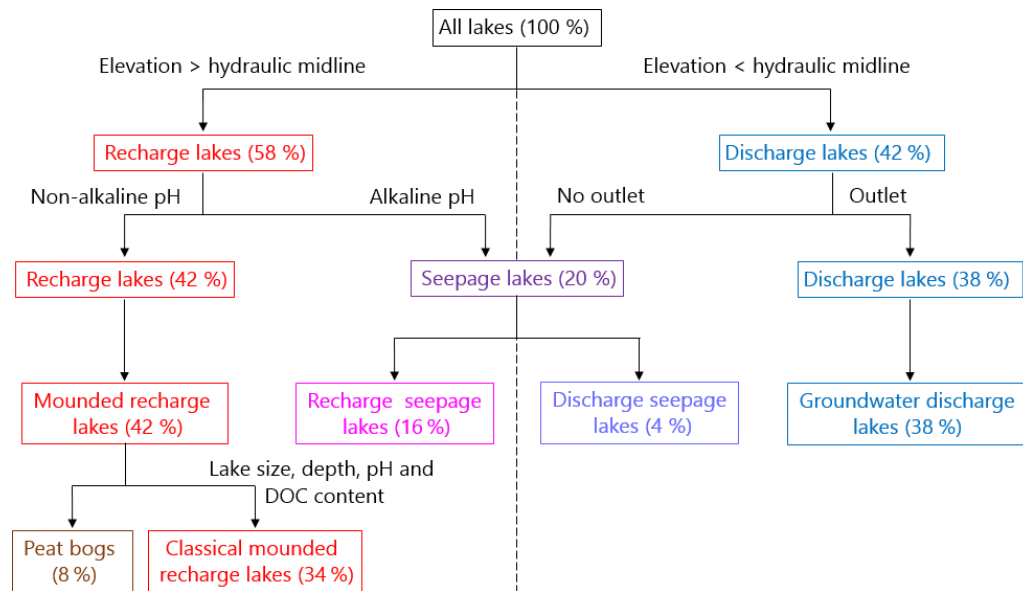 All lakes (100 %)
Elevation > hydraulic midline
Elevation < hydraulic midline
Recharge lakes (58 %)
Discharge lakes (42 %)
Non-alkaline pH
Alkaline pH
No outlet
Outlet
Recharge lakes (42 %)
Seepage lakes (20 %)
Discharge lakes (38 %)
Mounded recharge
lakes (42 %)
Recharge seepage
lakes (16 %)
Discharge seepage
lakes (4 %)
Groundwater discharge
lakes (38 %)
Lake size, depth, pH and
DOC content
Peat bogs
(8 %)
Classical mounded
recharge lakes (34 %)